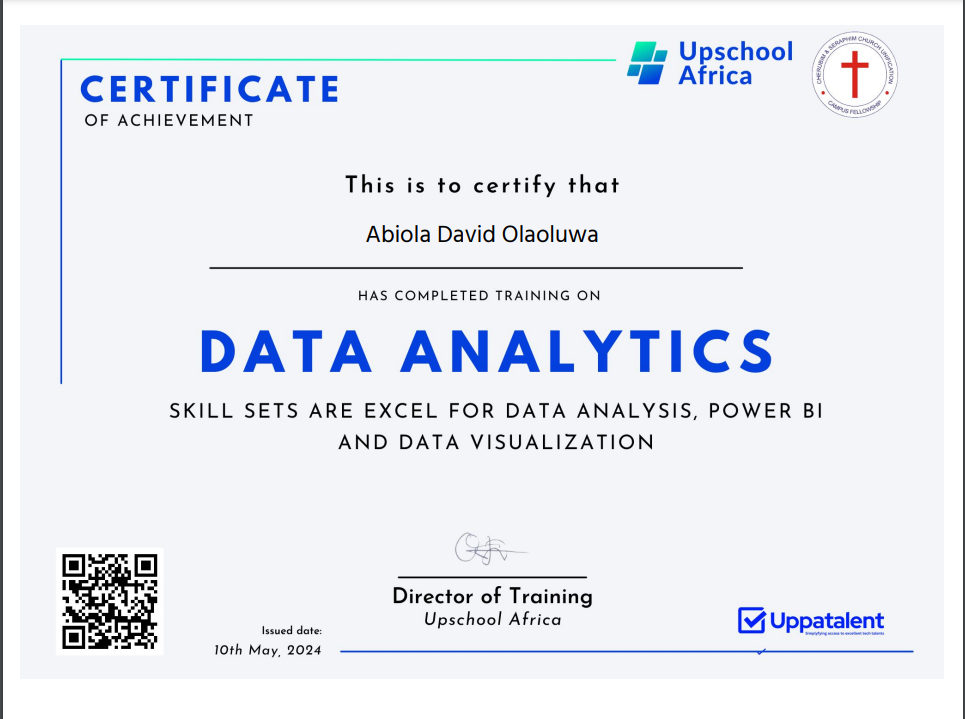 Upschool
Africa
CHERUBIM & SERAPHIM CHURCH UNIFICATION
CAMPUS FELLOWSHIP
CERTIFICATE
OF ACHIEVEMENT
This is to certify that
Abiola David Olaoluwa
HAS COMPLETED TRAINING ON
DATA ANALYTICS
SKILL SETS ARE EXCEL FOR DATA ANALYSIS, POWER BI
AND DATA VISUALIZATION
Director of Training
Upschool Africa
Issued date:
10th May, 2024
Uppatalent
Simplyfying access to excellent tech talents